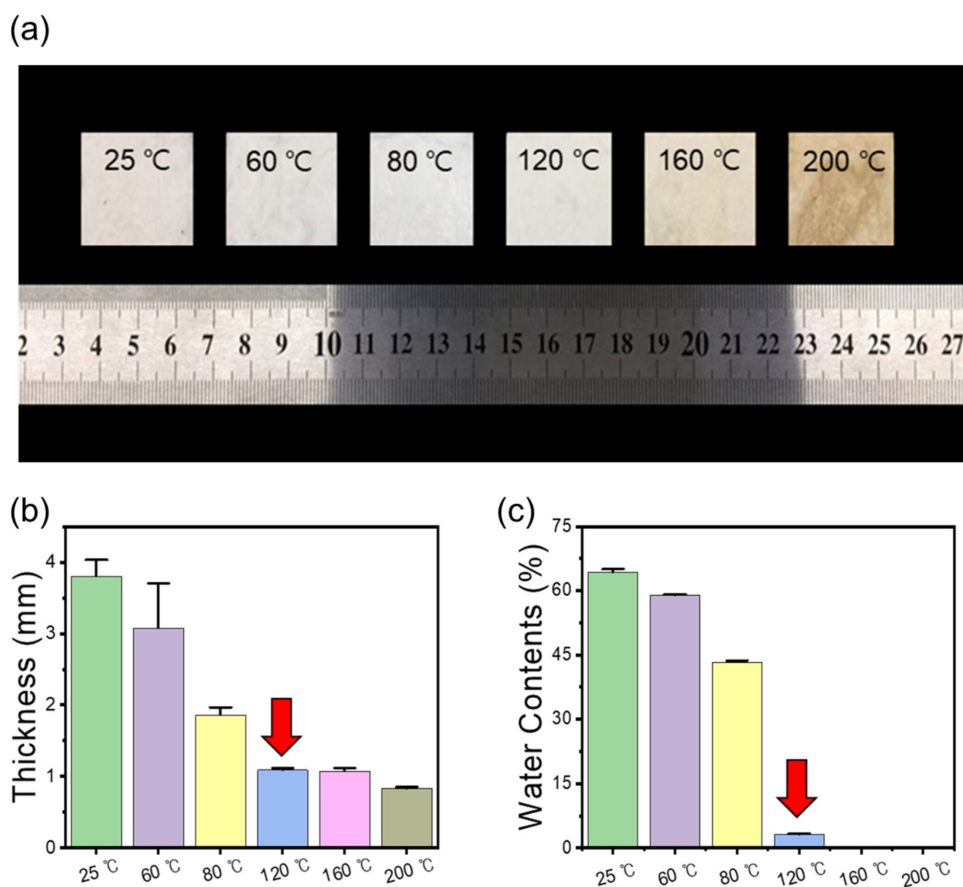 (a)
25 ℃ 60 ℃ 80 ℃ 120 ℃ 160 ℃ 200 ℃
2 3 4 5 6 7 8 9 10 11 12 13 14 15 16 17 18 19 20 21 22 23 24 25 26 27
(b)
Thickness (mm)
4
3
2
1
0
25 ℃ 60 ℃ 80 ℃ 120 ℃ 160 ℃ 200 ℃
(c)
Water Contents (%)
75
60
45
30
15
0
25 ℃ 60 ℃ 80 ℃ 120 ℃ 160 ℃ 200 ℃